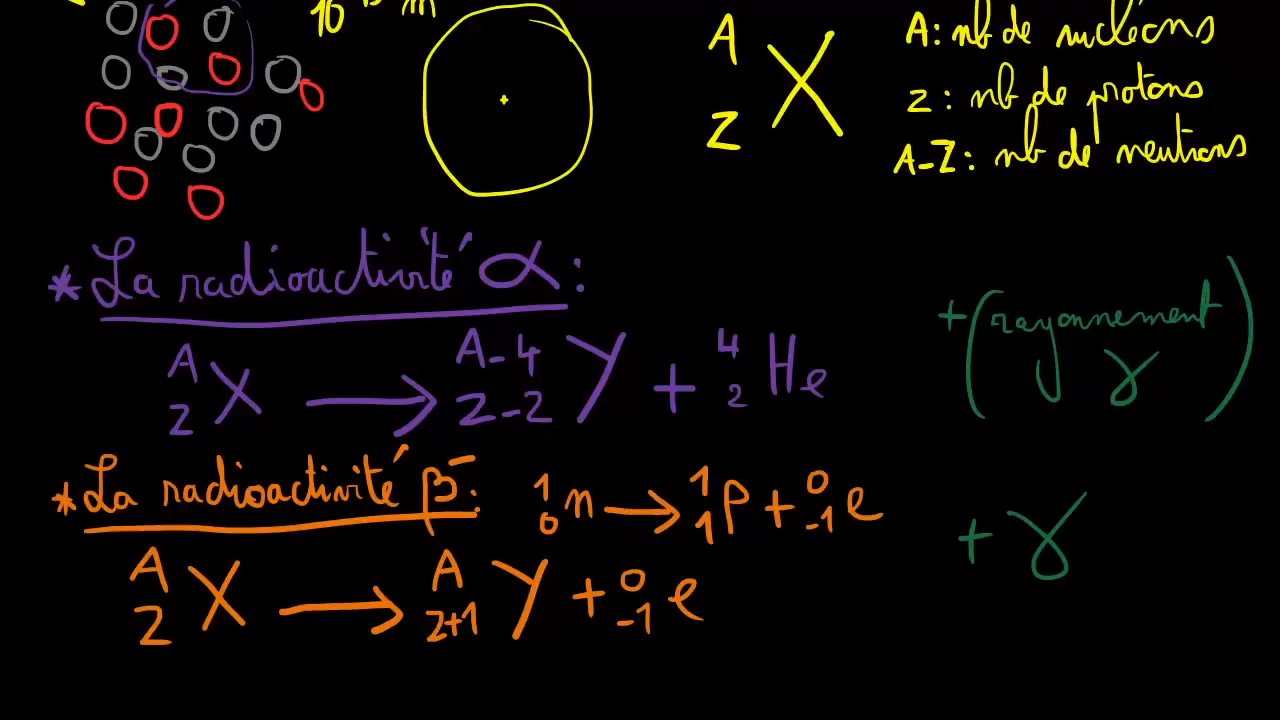 A Z X
A: nb de nucléons
Z: nb de protons
A-Z: nb de neutrons
* La radioactivité α:
A Z X → A-4 Z-2 Y + 4 2 He
+ (rayonnement γ)
* La radioactivité β⁻: 1 0 n → 1 1 p + 0 -1 e
A Z X → A Z+1 Y + 0 -1 e
+ γ